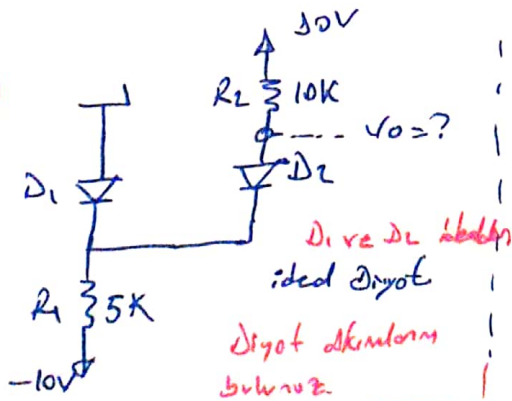 10V
R2 10K
Vo=?
D1
D2
D1 ve D2
ideal Diyot
R1 5K
Diyot Akımlarını
bulunuz.
-10V